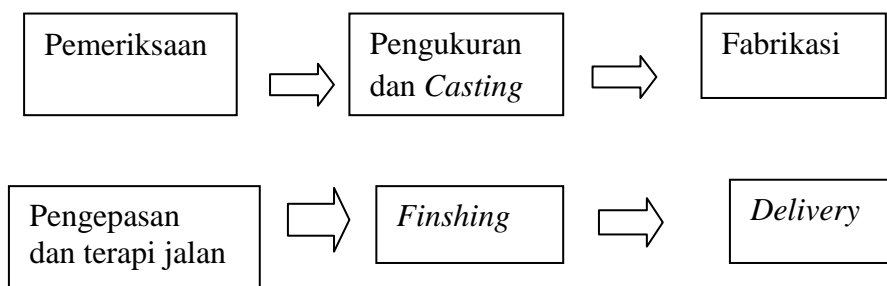 Pemeriksaan
Pengukuran
dan Casting
Fabrikasi
Pengepasan
dan terapi jalan
Finshing
Delivery